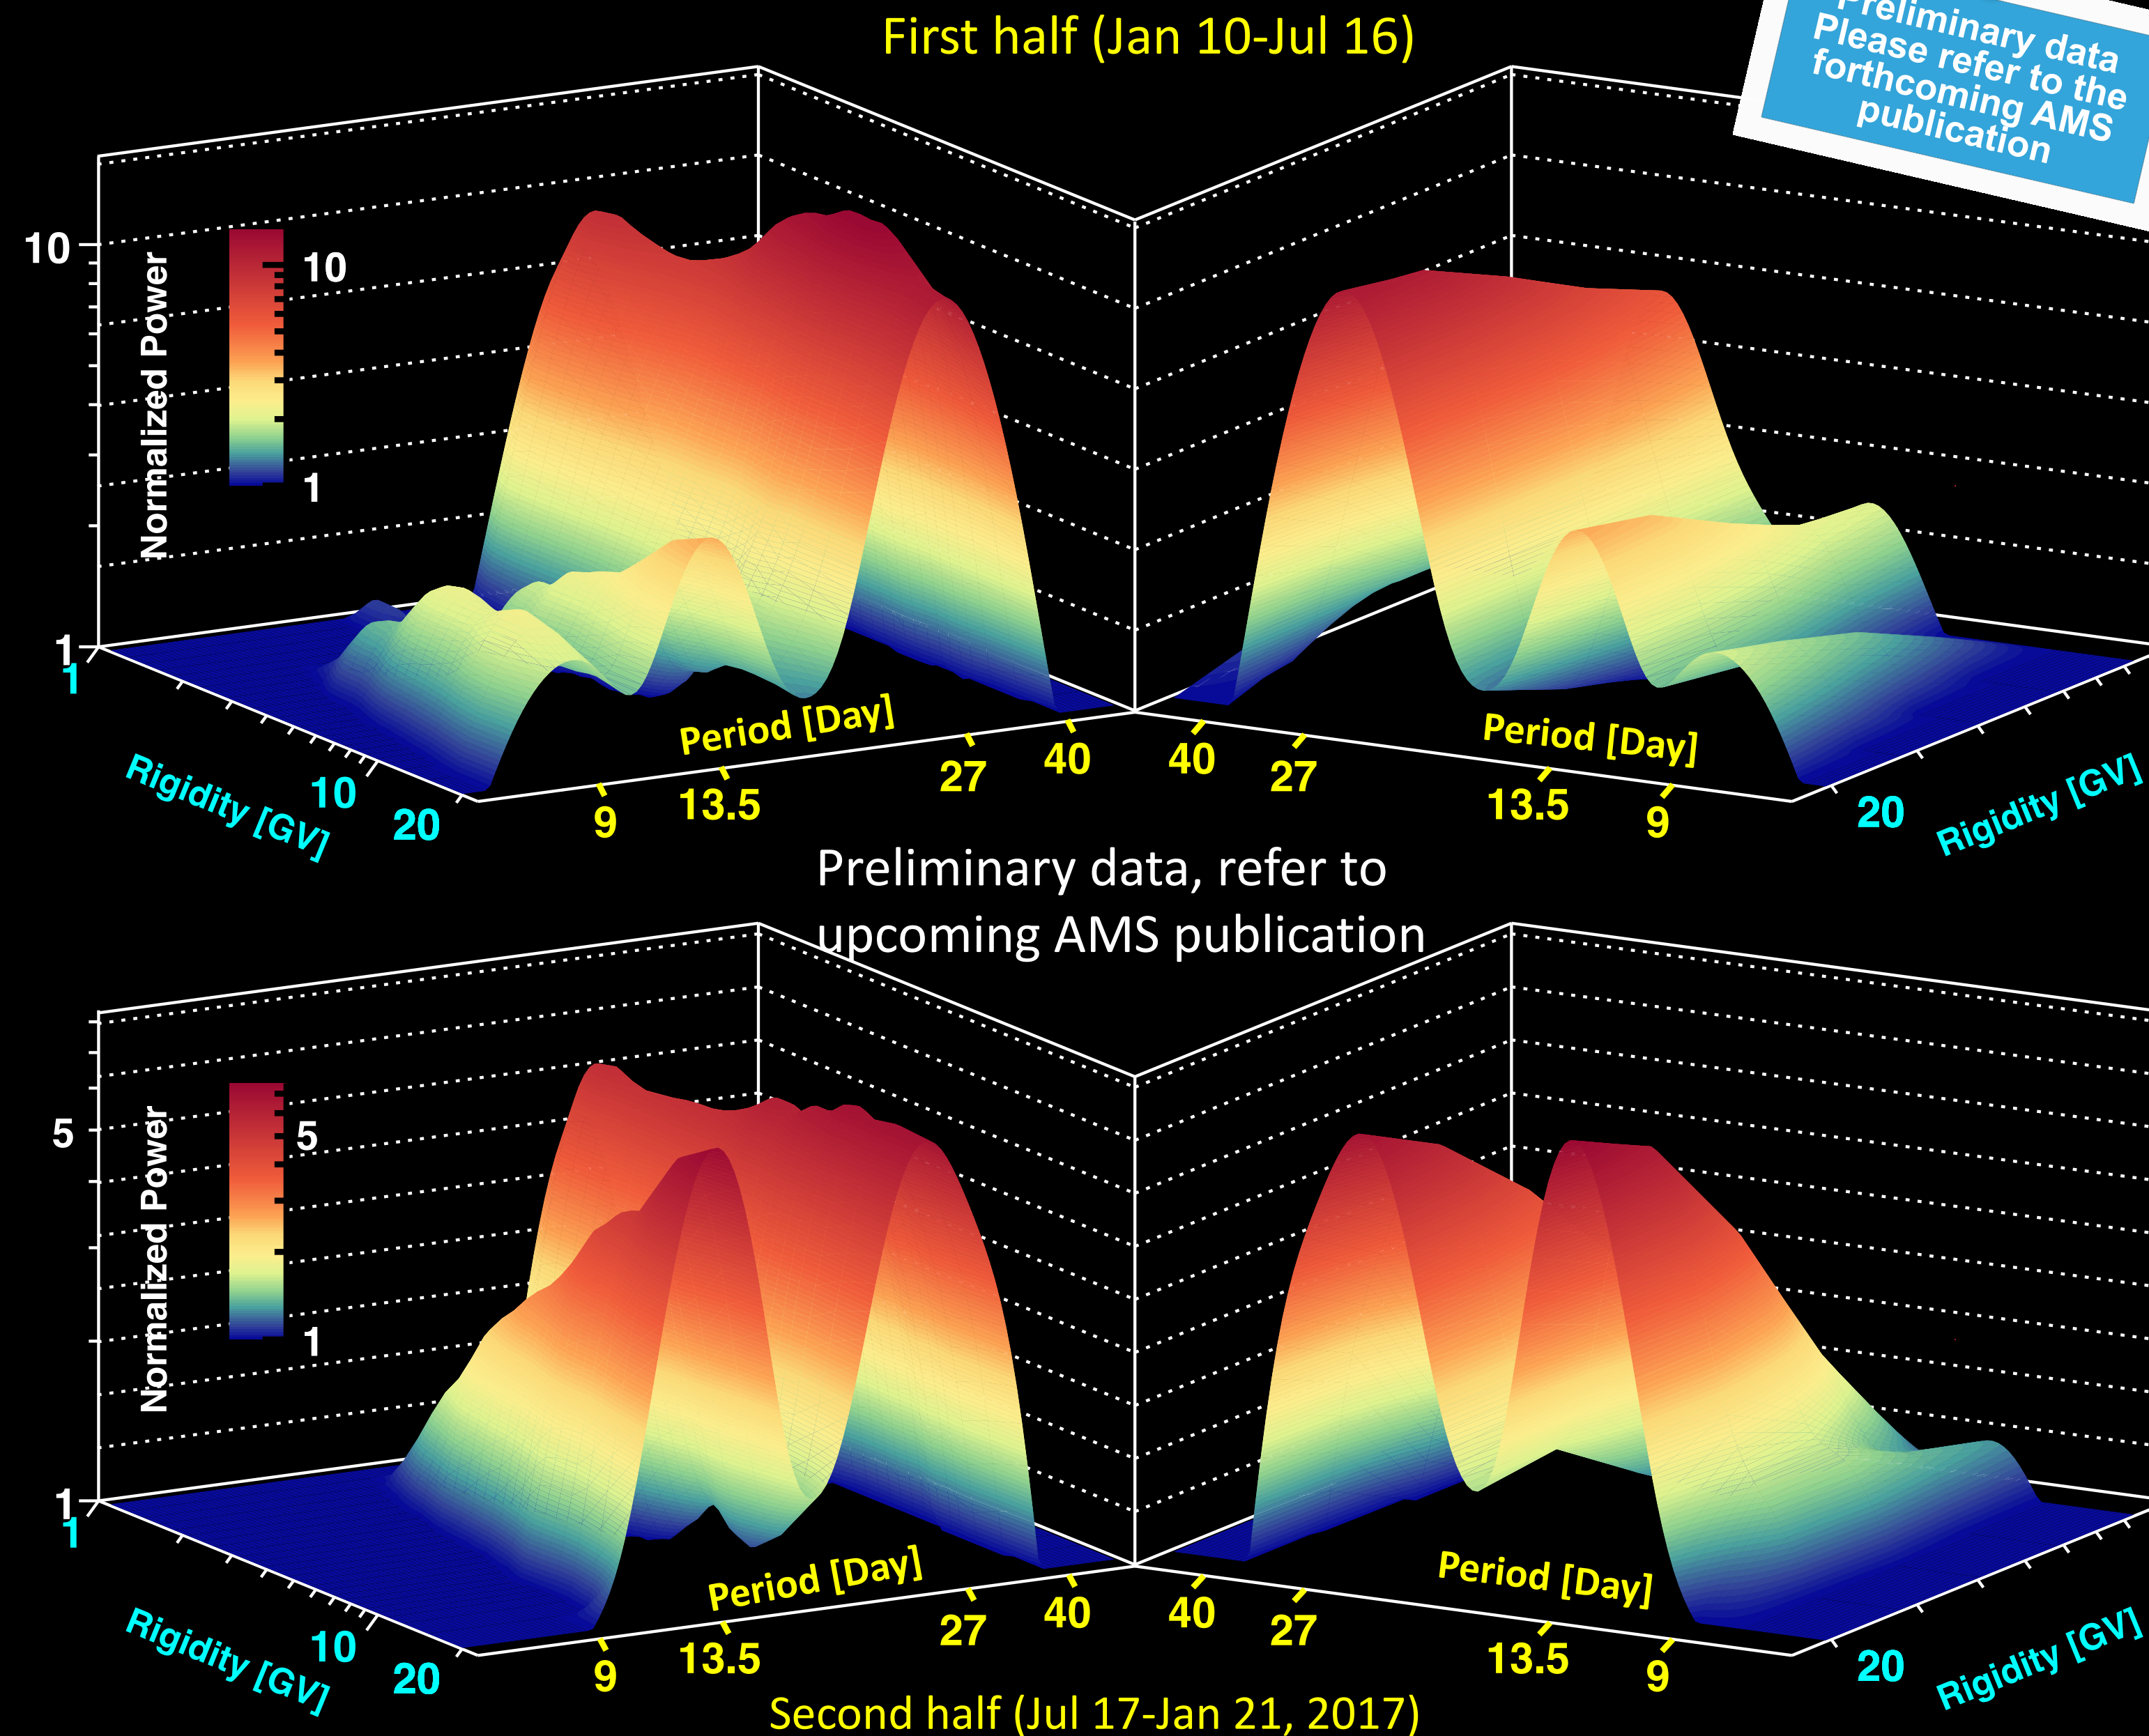 First half (Jan 10-Jul 16)
Preliminary data
Please refer to the
forthcoming AMS
publication
10
1
Normalized Power
10
1
1
10
20
Rigidity [GV]
Period [Day]
9
13.5
27
40
40
27
13.5
9
Period [Day]
20
Rigidity [GV]
Preliminary data, refer to
upcoming AMS publication
5
1
Normalized Power
5
1
1
10
20
Rigidity [GV]
Period [Day]
9
13.5
27
40
40
27
13.5
9
Period [Day]
20
Rigidity [GV]
Second half (Jul 17-Jan 21, 2017)